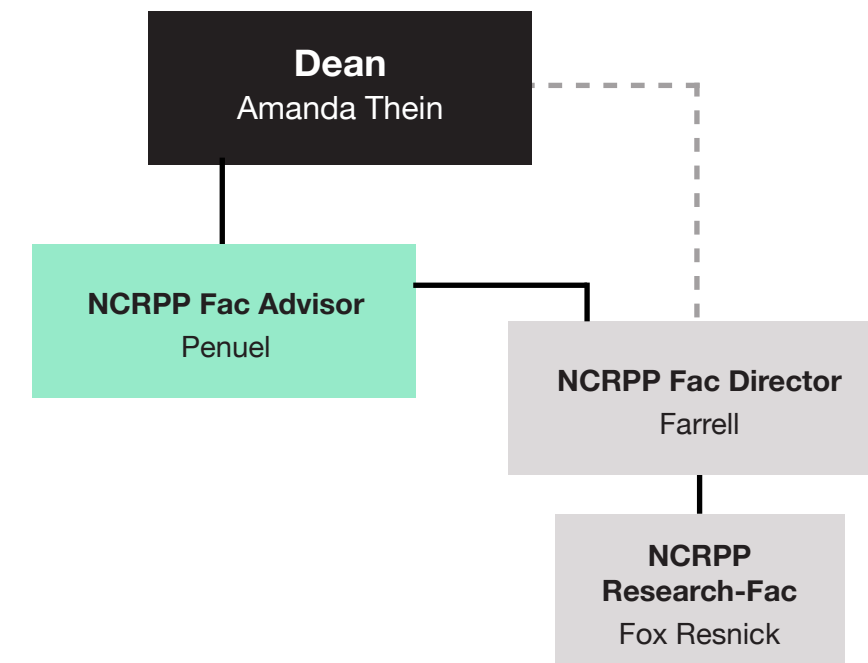 Dean
Amanda Thein
NCRPP Fac Advisor
Penuel
NCRPP Fac Director
Farrell
NCRPP
Research-Fac
Fox Resnick